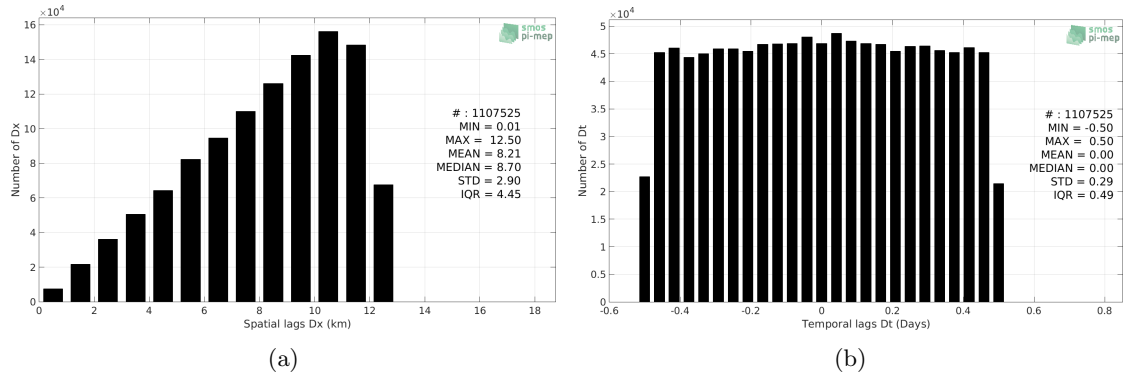 ×10⁴
16
14
12
10
8
6
4
2
0
Number of Dx
0 2 4 6 8 10 12 14 16 18
Spatial lags Dx (km)
smos
pi-mep
# : 1107525
MIN = 0.01
MAX = 12.50
MEAN = 8.21
MEDIAN = 8.70
STD = 2.90
IQR = 4.45
(a)
×10⁴
5
4.5
4
3.5
3
2.5
2
1.5
1
0.5
0
Number of Dt
-0.6 -0.4 -0.2 0 0.2 0.4 0.6 0.8
Temporal lags Dt (Days)
smos
pi-mep
# : 1107525
MIN = -0.50
MAX = 0.50
MEAN = 0.00
MEDIAN = 0.00
STD = 0.29
IQR = 0.49
(b)